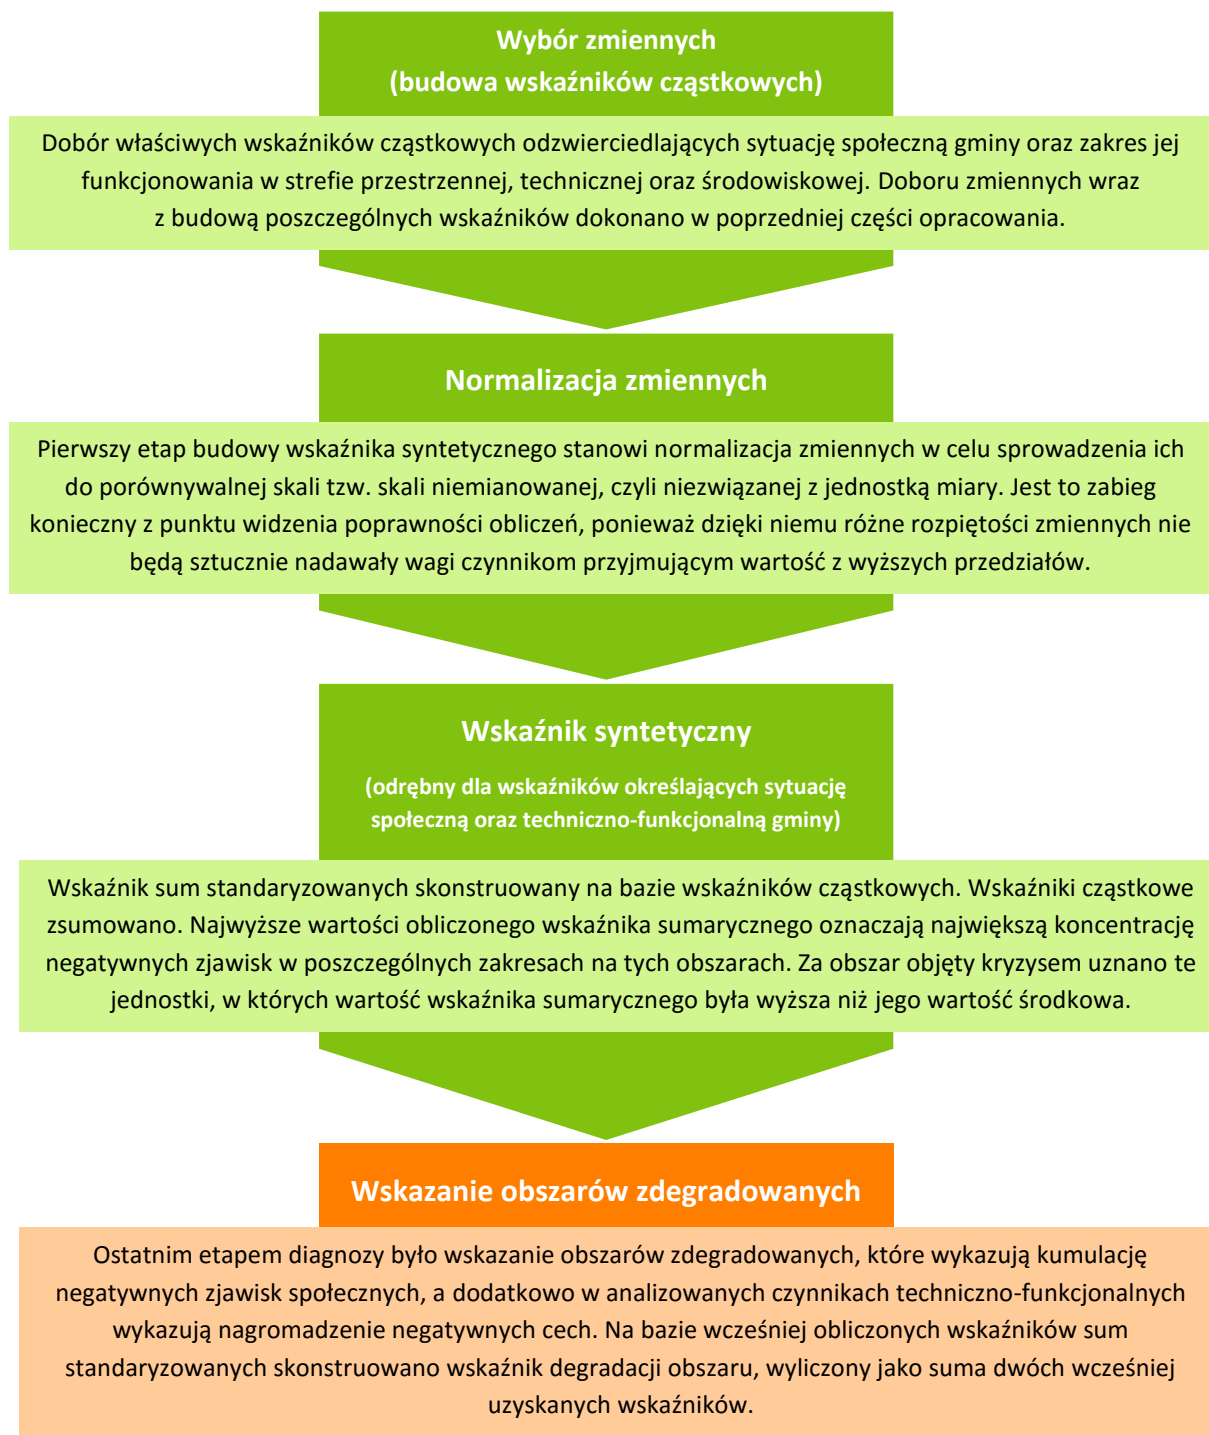 Wybór zmiennych
(budowa wskaźników cząstkowych)
Dobór właściwych wskaźników cząstkowych odzwierciedlających sytuację społeczną gminy oraz zakres jej
funkcjonowania w strefie przestrzennej, technicznej oraz środowiskowej. Doboru zmiennych wraz
z budową poszczególnych wskaźników dokonano w poprzedniej części opracowania.
Normalizacja zmiennych
Pierwszy etap budowy wskaźnika syntetycznego stanowi normalizacja zmiennych w celu sprowadzenia ich
do porównywalnej skali tzw. skali niemianowanej, czyli niezwiązanej z jednostką miary. Jest to zabieg
konieczny z punktu widzenia poprawności obliczeń, ponieważ dzięki niemu różne rozpiętości zmiennych nie
będą sztucznie nadawały wagi czynnikom przyjmującym wartość z wyższych przedziałów.
Wskaźnik syntetyczny
(odrębny dla wskaźników określających sytuację
społeczną oraz techniczno-funkcjonalną gminy)
Wskaźnik sum standaryzowanych skonstruowany na bazie wskaźników cząstkowych. Wskaźniki cząstkowe
zsumowano. Najwyższe wartości obliczonego wskaźnika sumarycznego oznaczają największą koncentrację
negatywnych zjawisk w poszczególnych zakresach na tych obszarach. Za obszar objęty kryzysem uznano te
jednostki, w których wartość wskaźnika sumarycznego była wyższa niż jego wartość środkowa.
Wskazanie obszarów zdegradowanych
Ostatnim etapem diagnozy było wskazanie obszarów zdegradowanych, które wykazują kumulację
negatywnych zjawisk społecznych, a dodatkowo w analizowanych czynnikach techniczno-funkcjonalnych
wykazują nagromadzenie negatywnych cech. Na bazie wcześniej obliczonych wskaźników sum
standaryzowanych skonstruowano wskaźnik degradacji obszaru, wyliczony jako suma dwóch wcześniej
uzyskanych wskaźników.